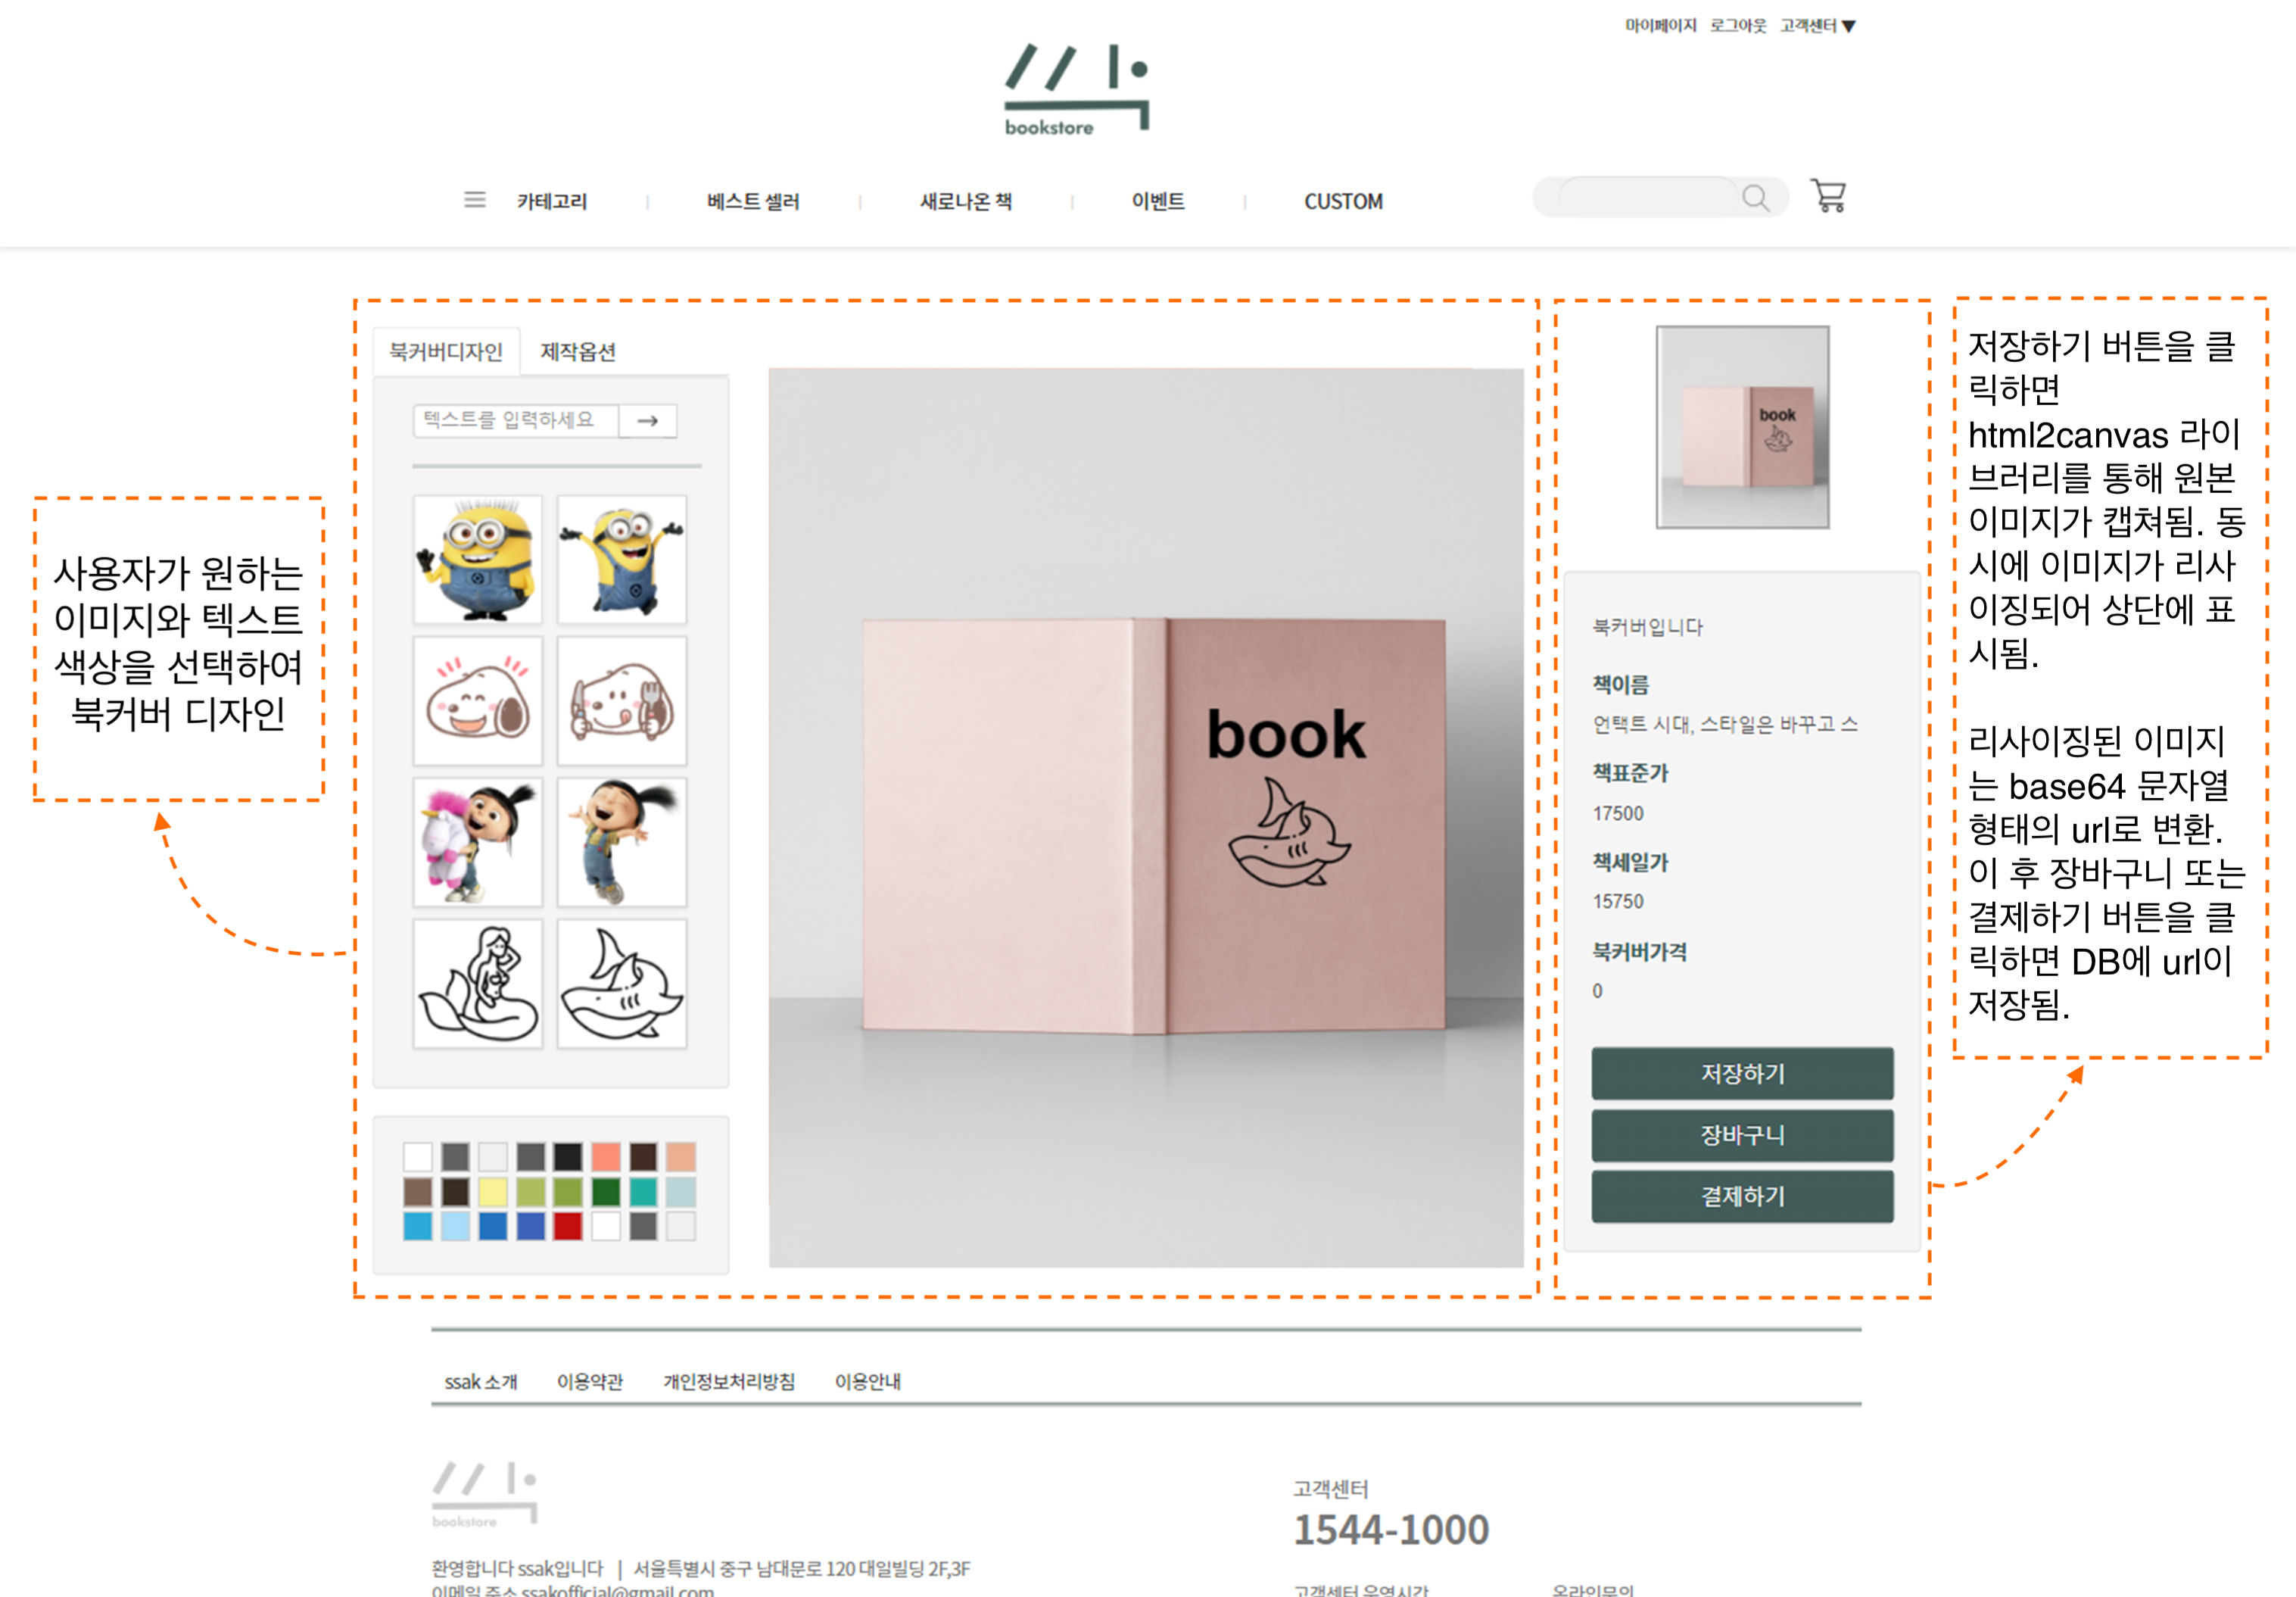 마이페이지 로그아웃 고객센터 ▼
bookstore
카테고리 | 베스트 셀러 | 새로나온 책 | 이벤트 | CUSTOM
사용자가 원하는
이미지와 텍스트
색상을 선택하여
북커버 디자인
북커버디자인 제작옵션
텍스트를 입력하세요 →
book
book
북커버입니다
책이름
언택트 시대, 스타일은 바꾸고 스
책표준가
17500
책세일가
15750
북커버가격
0
저장하기
장바구니
결제하기
저장하기 버튼을 클
릭하면
html2canvas 라이
브러리를 통해 원본
이미지가 캡쳐됨. 동
시에 이미지가 리사
이징되어 상단에 표
시됨.
리사이징된 이미지
는 base64 문자열
형태의 url로 변환.
이 후 장바구니 또는
결제하기 버튼을 클
릭하면 DB에 url이
저장됨.
ssak 소개 이용약관 개인정보처리방침 이용안내
bookstore
환영합니다 ssak입니다 | 서울특별시 중구 남대문로 120 대일빌딩 2F,3F
이메일 주소 ssakofficial@gmail.com
고객센터
1544-1000
고객센터 운영시간 온라인문의